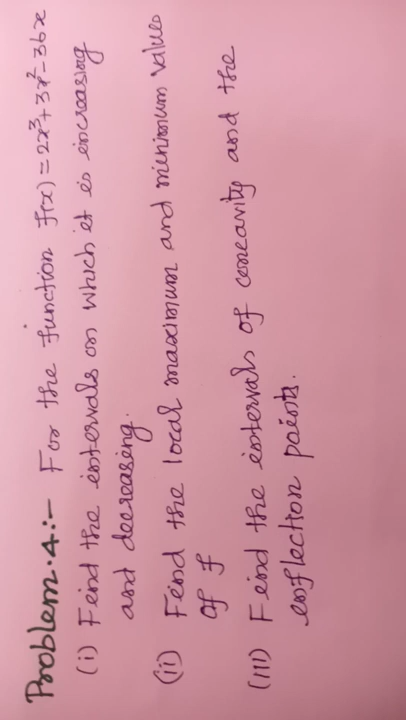 Problem.4:- For the function f(x) = 2x³+3x²-36x
(i) Find the intervals on which it is increasing
and decreasing.
(ii) Find the local maximum and minimum values
of f
(III) Find the intervals of concavity and the
inflection points.